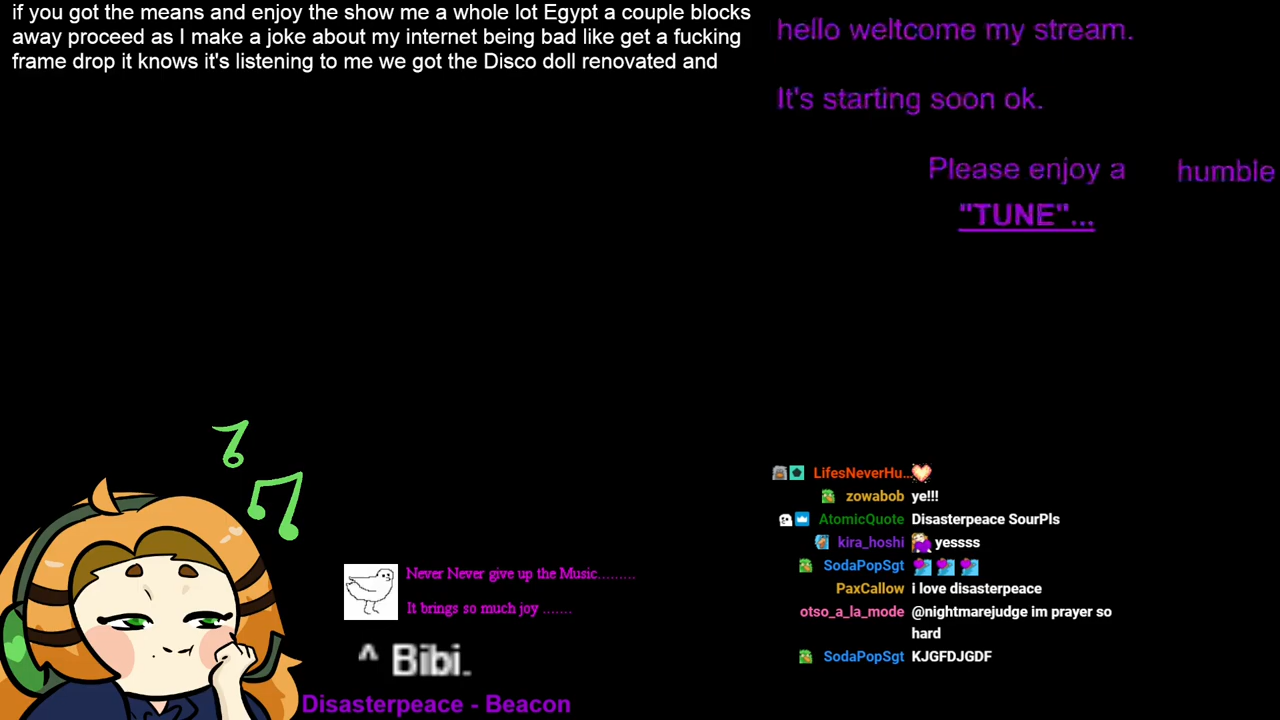 if you got the means and enjoy the show me a whole lot Egypt a couple blocks
away proceed as I make a joke about my internet being bad like get a fucking
frame drop it knows it's listening to me we got the Disco doll renovated and
hello weltcome my stream.
It's starting soon ok.
Please enjoy a humble
"TUNE"...
LifesNeverHu...
zowabob ye!!!
AtomicQuote Disasterpeace SourPls
kira_hoshi yessss
SodaPopSgt
PaxCallow i love disasterpeace
otso_a_la_mode @nightmarejudge im prayer so
hard
SodaPopSgt KJGFDJGDF
Never Never give up the Music.........
It brings so much joy .......
^ Bibi.
Disasterpeace - Beacon